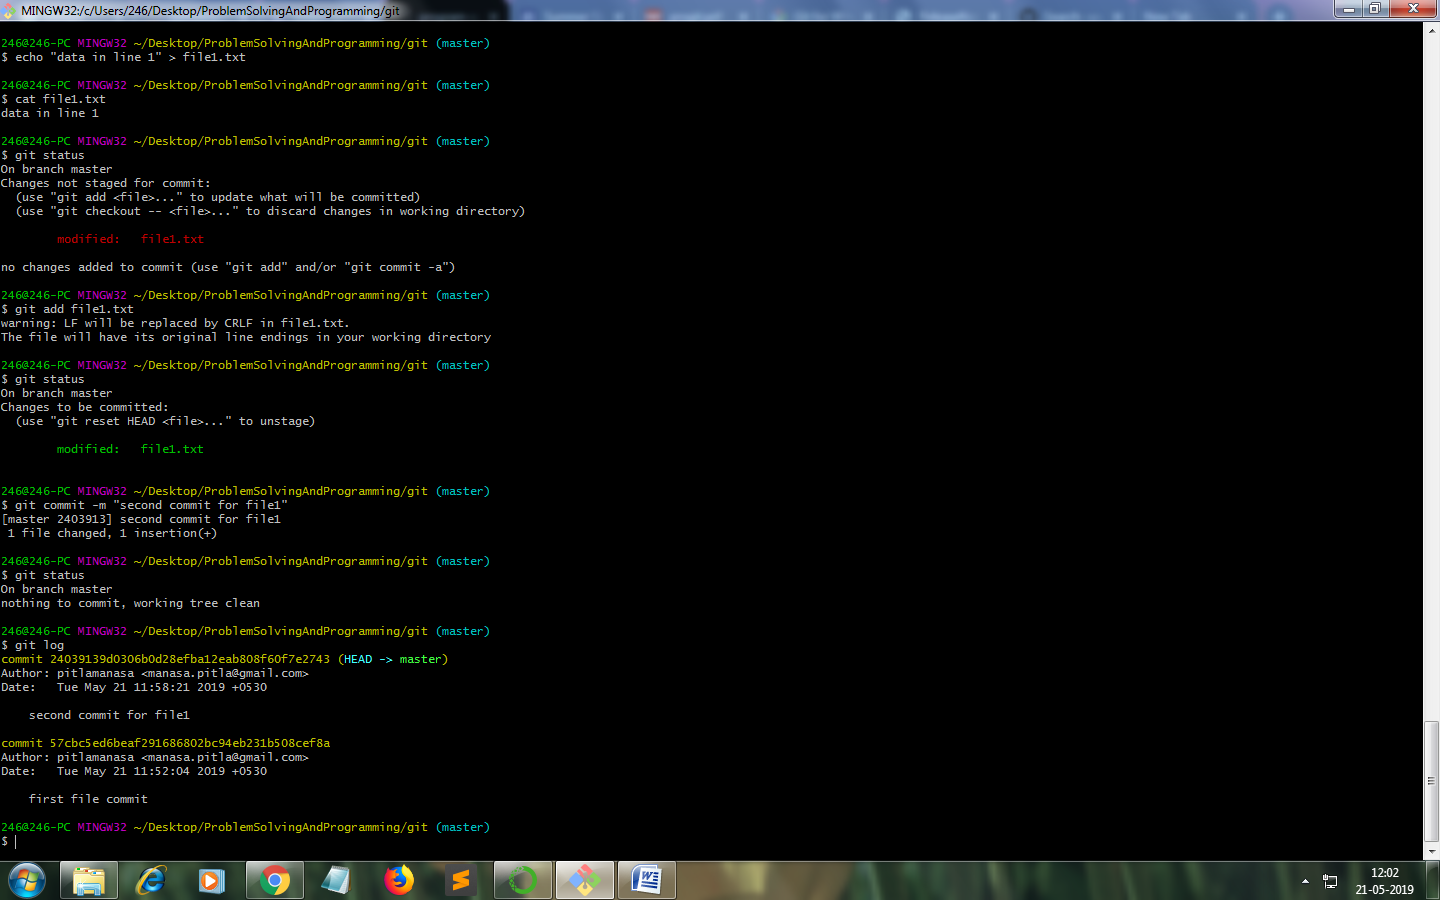 MINGW32:/c/Users/246/Desktop/ProblemSolvingAndProgramming/git
246@246-PC MINGW32 ~/Desktop/ProblemSolvingAndProgramming/git (master)
$ echo "data in line 1" > file1.txt
246@246-PC MINGW32 ~/Desktop/ProblemSolvingAndProgramming/git (master)
$ cat file1.txt
data in line 1
246@246-PC MINGW32 ~/Desktop/ProblemSolvingAndProgramming/git (master)
$ git status
On branch master
Changes not staged for commit:
  (use "git add <file>..." to update what will be committed)
  (use "git checkout -- <file>..." to discard changes in working directory)
        modified:   file1.txt
no changes added to commit (use "git add" and/or "git commit -a")
246@246-PC MINGW32 ~/Desktop/ProblemSolvingAndProgramming/git (master)
$ git add file1.txt
warning: LF will be replaced by CRLF in file1.txt.
The file will have its original line endings in your working directory
246@246-PC MINGW32 ~/Desktop/ProblemSolvingAndProgramming/git (master)
$ git status
On branch master
Changes to be committed:
  (use "git reset HEAD <file>..." to unstage)
        modified:   file1.txt
246@246-PC MINGW32 ~/Desktop/ProblemSolvingAndProgramming/git (master)
$ git commit -m "second commit for file1"
[master 2403913] second commit for file1
 1 file changed, 1 insertion(+)
246@246-PC MINGW32 ~/Desktop/ProblemSolvingAndProgramming/git (master)
$ git status
On branch master
nothing to commit, working tree clean
246@246-PC MINGW32 ~/Desktop/ProblemSolvingAndProgramming/git (master)
$ git log
commit 24039139d0306b0d28efba12eab808f60f7e2743 (HEAD -> master)
Author: pitlamanasa <manasa.pitla@gmail.com>
Date:   Tue May 21 11:58:21 2019 +0530
    second commit for file1
commit 57cbc5ed6beaf291686802bc94eb231b508cef8a
Author: pitlamanasa <manasa.pitla@gmail.com>
Date:   Tue May 21 11:52:04 2019 +0530
    first file commit
246@246-PC MINGW32 ~/Desktop/ProblemSolvingAndProgramming/git (master)
$
12:02
21-05-2019